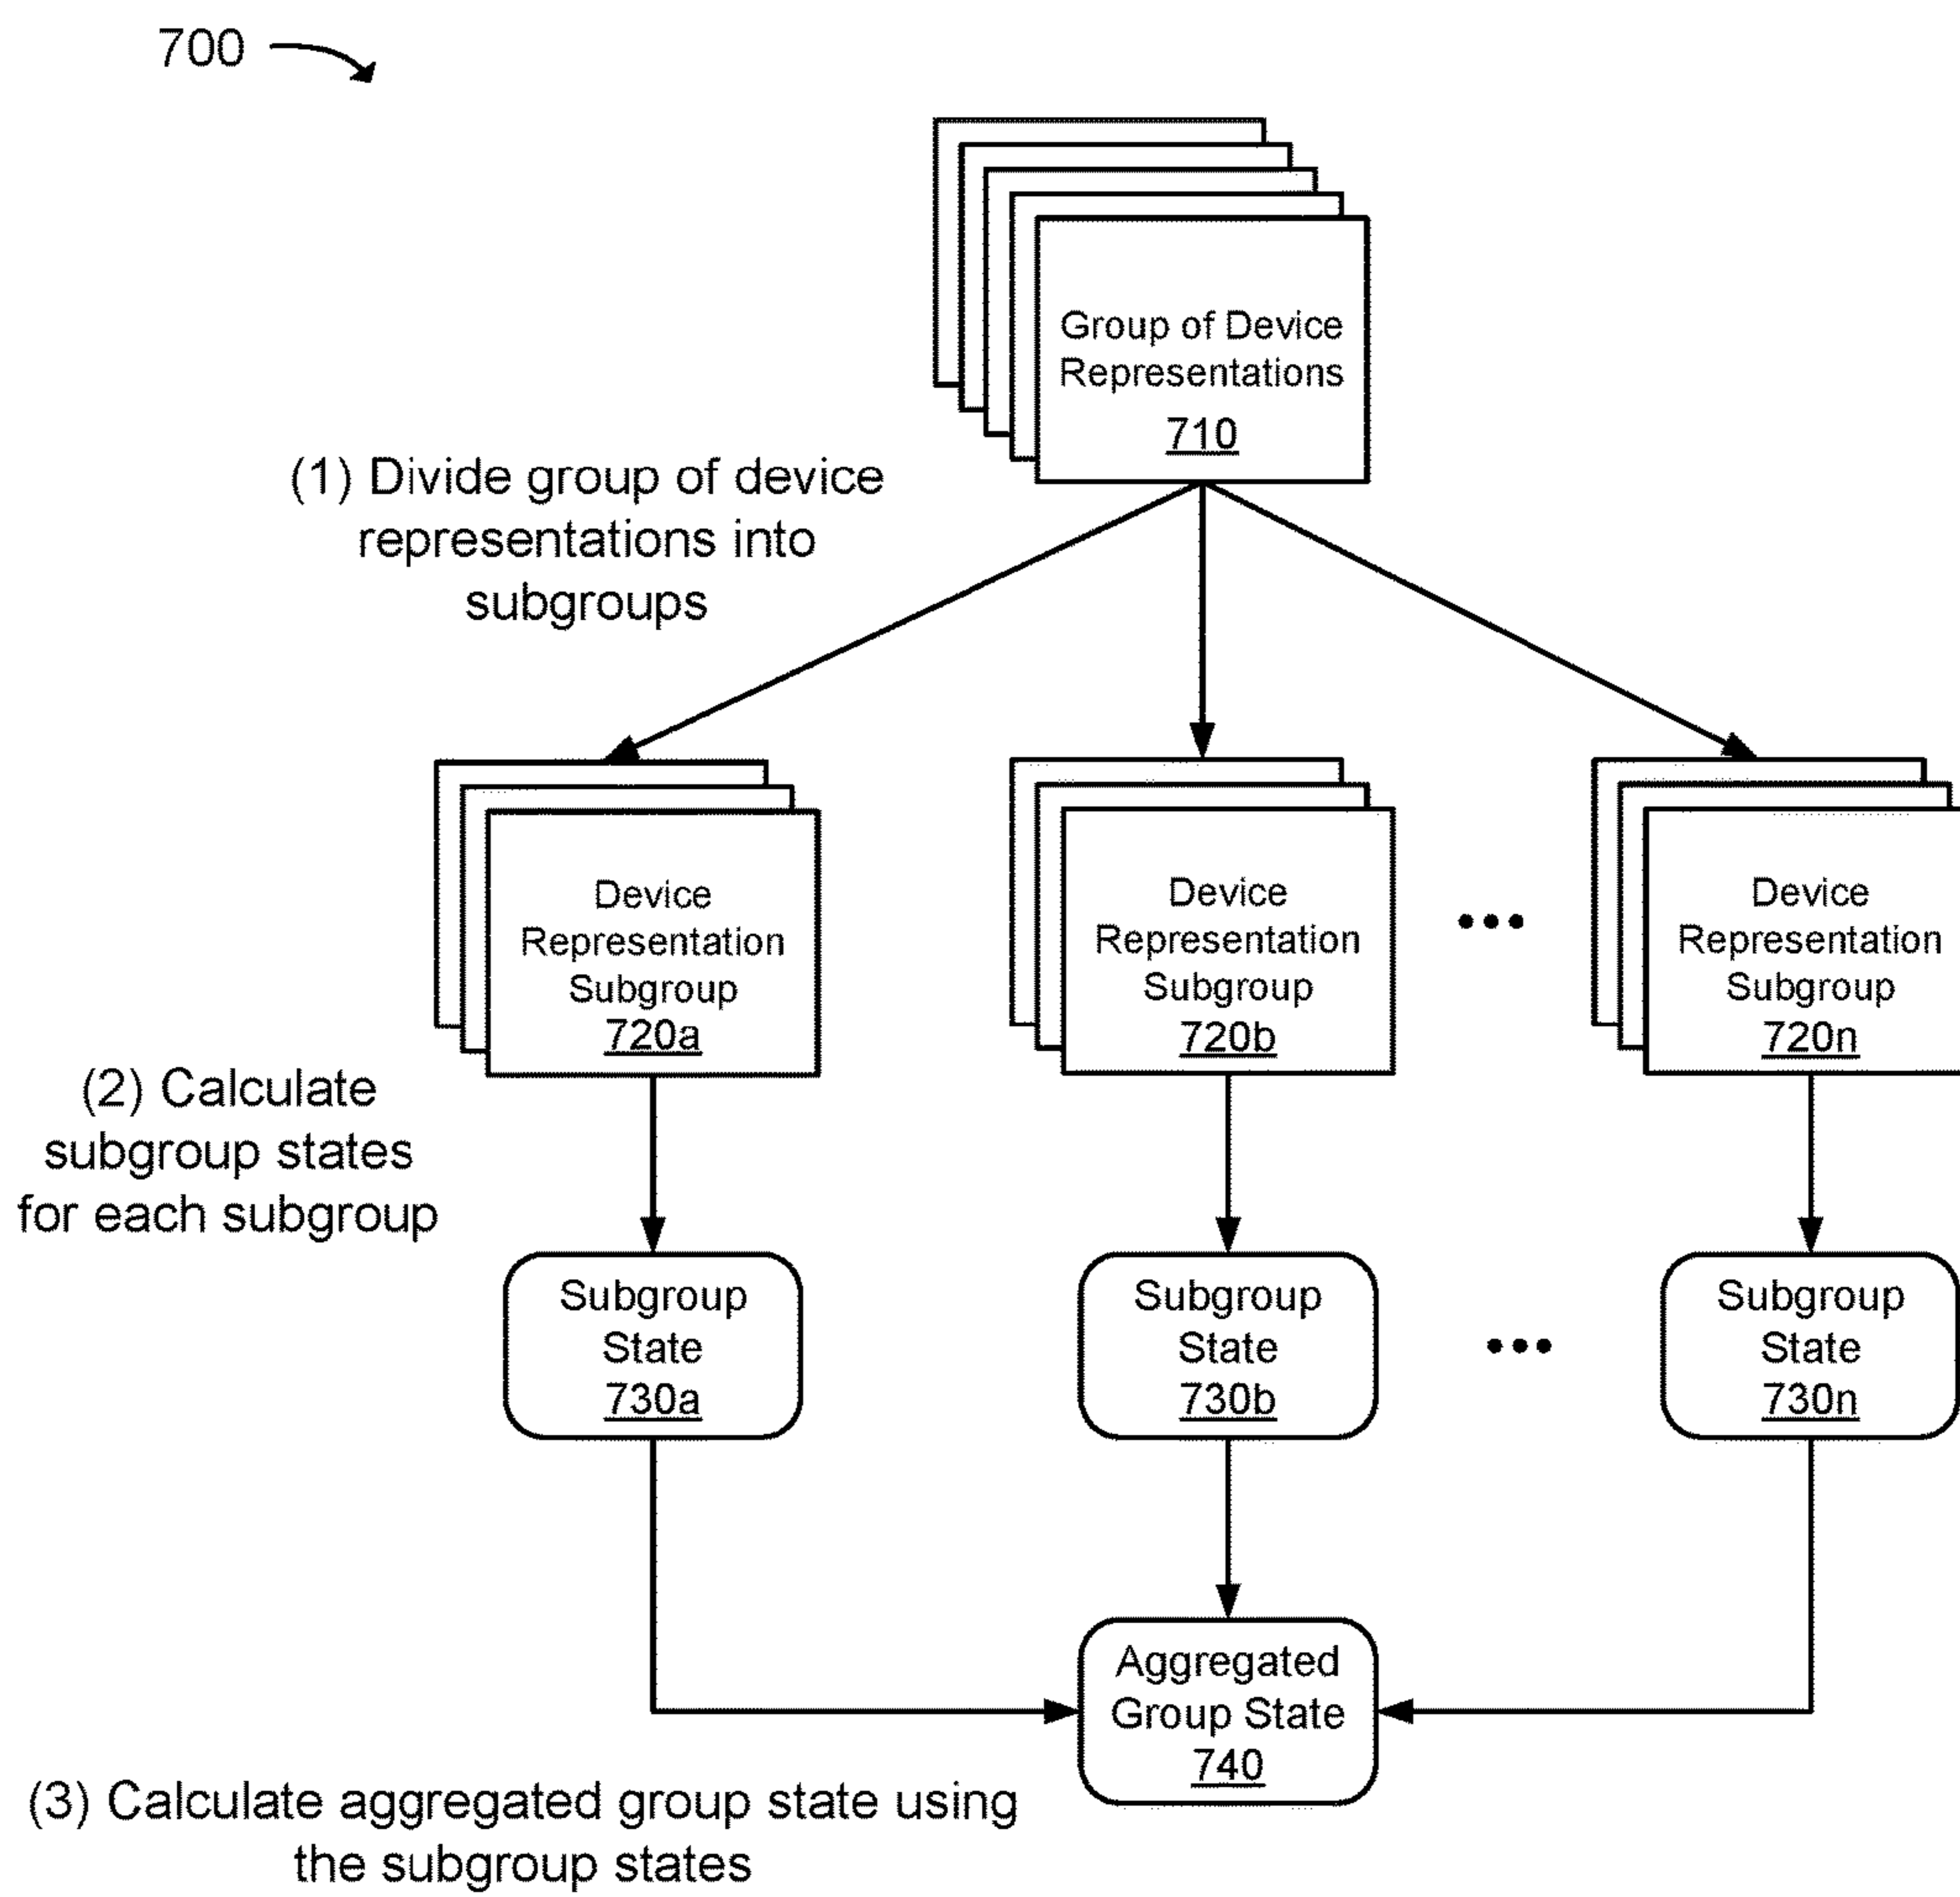 700
Group of Device
Representations
710
(1) Divide group of device
representations into
subgroups
Device
Representation
Subgroup
720a
Device
Representation
Subgroup
720b
•••
Device
Representation
Subgroup
720n
(2) Calculate
subgroup states
for each subgroup
Subgroup
State
730a
Subgroup
State
730b
•••
Subgroup
State
730n
Aggregated
Group State
740
(3) Calculate aggregated group state using
the subgroup states